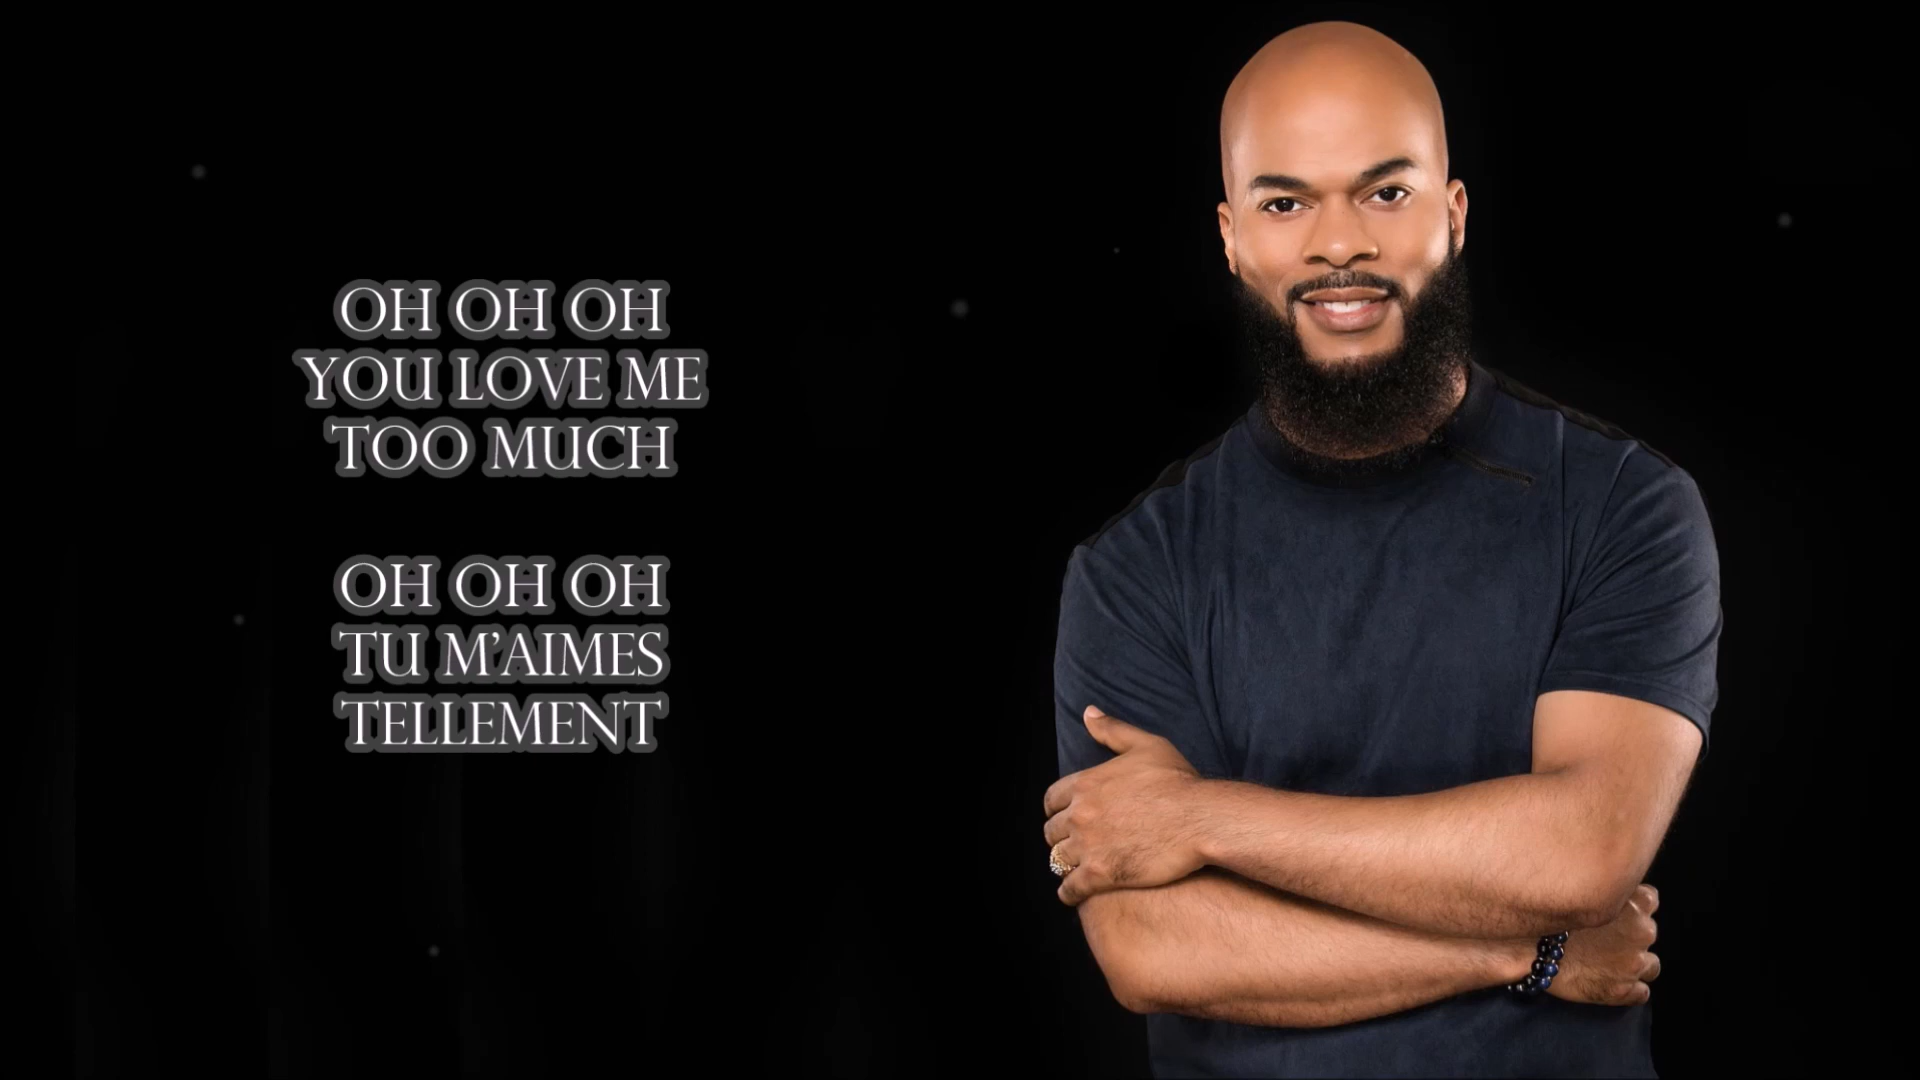 OH OH OH
YOU LOVE ME
TOO MUCH
OH OH OH
TU M'AIMES
TELLEMENT